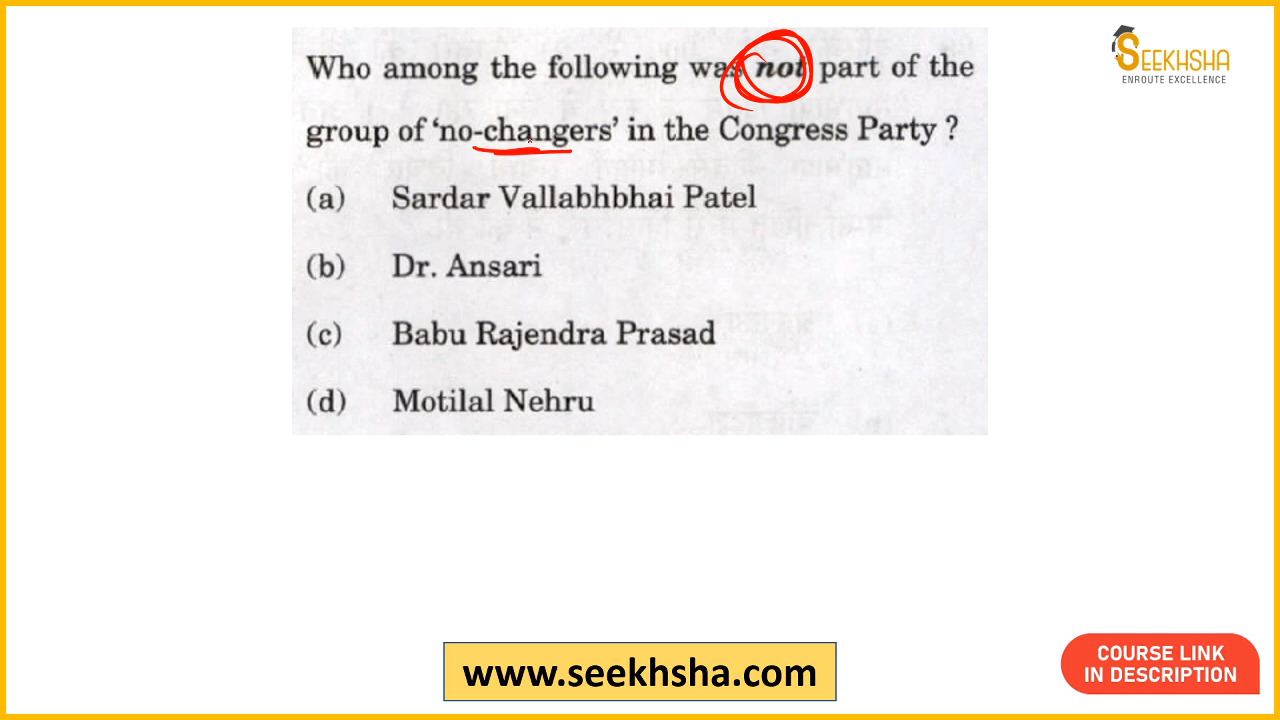 SEEKHSHA
ENROUTE EXCELLENCE
Who among the following was not part of the
group of ‘no-changers’ in the Congress Party ?
(a) Sardar Vallabhbhai Patel
(b) Dr. Ansari
(c) Babu Rajendra Prasad
(d) Motilal Nehru
www.seekhsha.com
COURSE LINK
IN DESCRIPTION